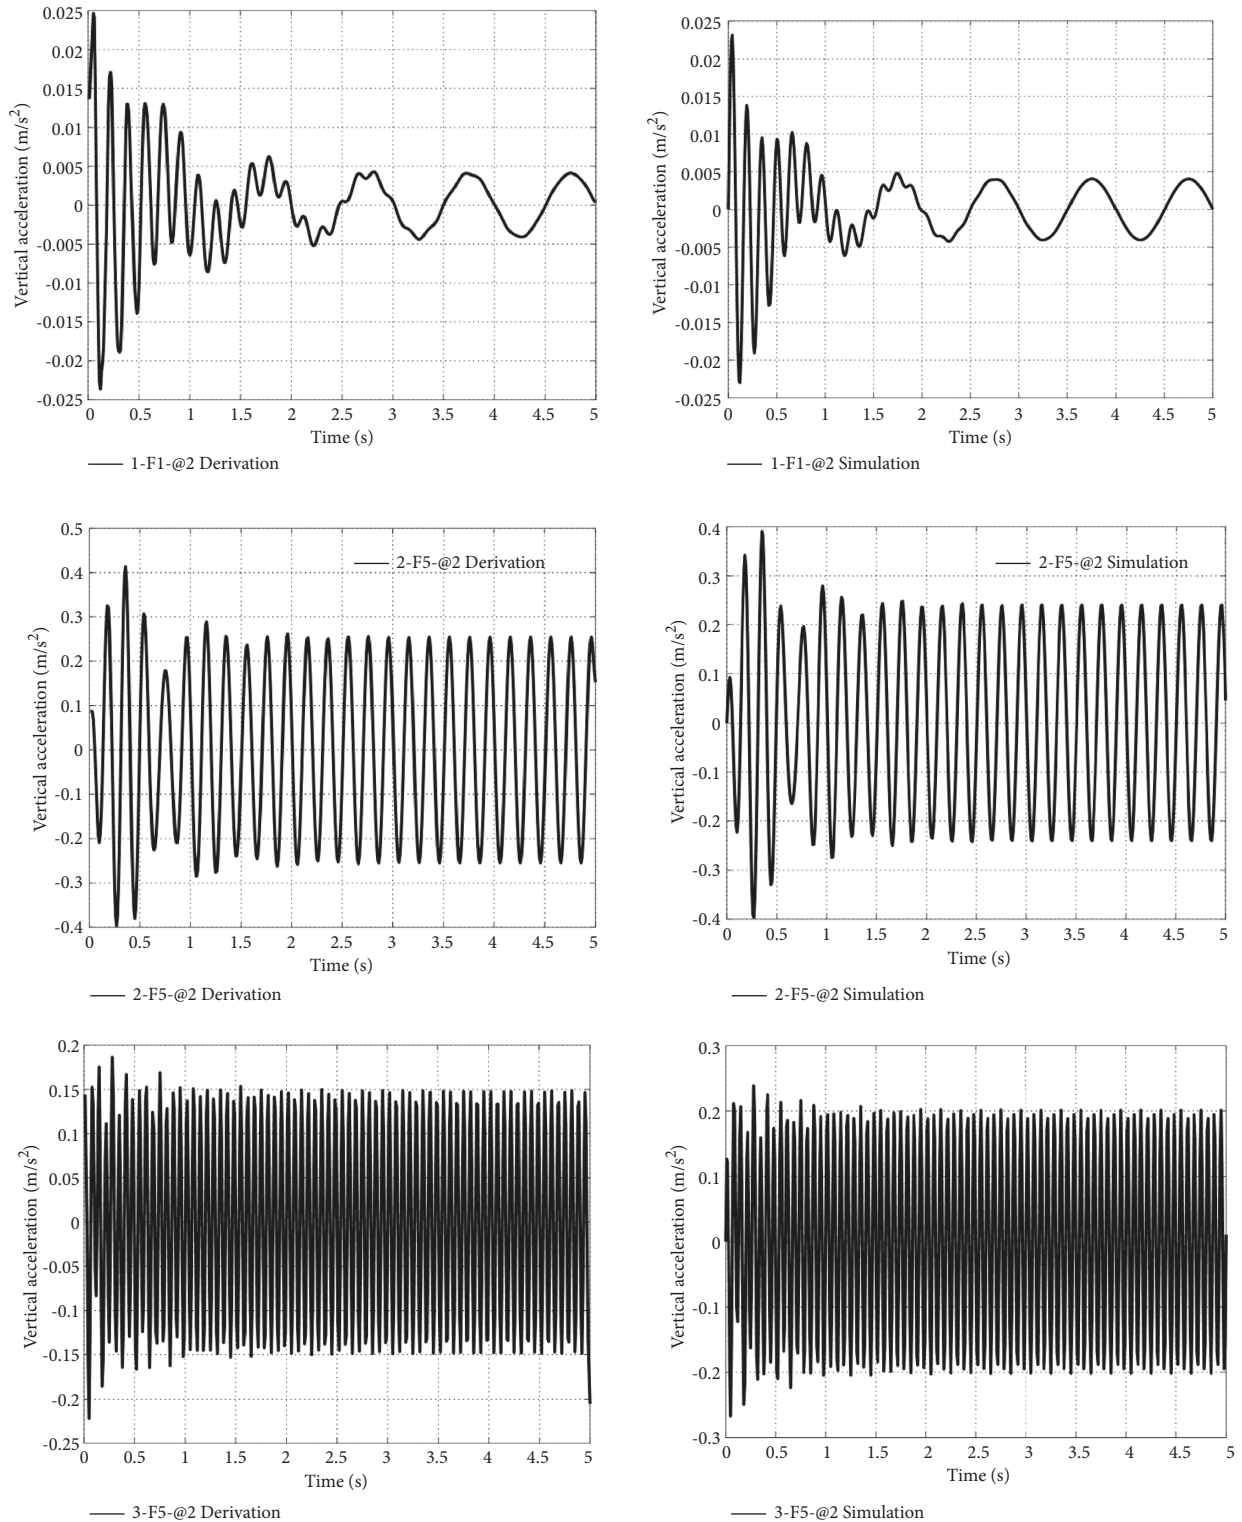 0.025
0.02
0.015
0.01
0.005
0
-0.005
-0.01
-0.015
-0.02
-0.025
Vertical acceleration (m/s²)
0 0.5 1 1.5 2 2.5 3 3.5 4 4.5 5
Time (s)
1-F1-@2 Derivation
0.025
0.02
0.015
0.01
0.005
0
-0.005
-0.01
-0.015
-0.02
-0.025
Vertical acceleration (m/s²)
0 0.5 1 1.5 2 2.5 3 3.5 4 4.5 5
Time (s)
1-F1-@2 Simulation
0.5
0.4
0.3
0.2
0.1
0
-0.1
-0.2
-0.3
-0.4
Vertical acceleration (m/s²)
2-F5-@2 Derivation
0 0.5 1 1.5 2 2.5 3 3.5 4 4.5 5
Time (s)
2-F5-@2 Derivation
0.4
0.3
0.2
0.1
0
-0.1
-0.2
-0.3
-0.4
Vertical acceleration (m/s²)
2-F5-@2 Simulation
0 0.5 1 1.5 2 2.5 3 3.5 4 4.5 5
Time (s)
2-F5-@2 Simulation
0.2
0.15
0.1
0.05
0
-0.05
-0.1
-0.15
-0.2
-0.25
Vertical acceleration (m/s²)
0 0.5 1 1.5 2 2.5 3 3.5 4 4.5 5
Time (s)
3-F5-@2 Derivation
0.3
0.2
0.1
0
-0.1
-0.2
-0.3
Vertical acceleration (m/s²)
0 0.5 1 1.5 2 2.5 3 3.5 4 4.5 5
Time (s)
3-F5-@2 Simulation